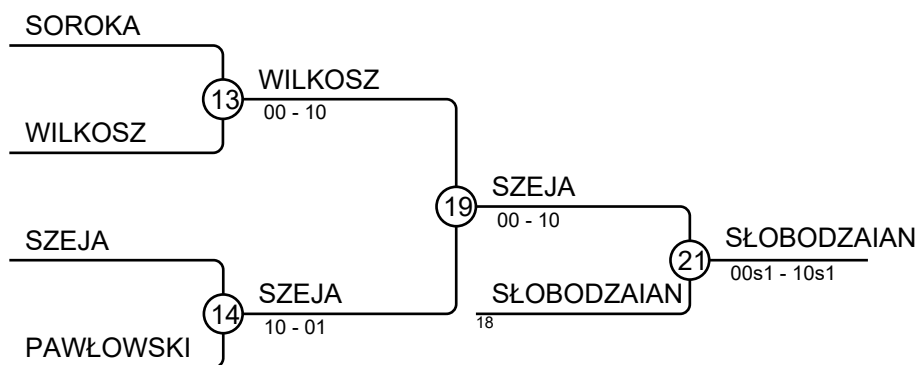 SOROKA
13
WILKOSZ
00 - 10
WILKOSZ
19
SZEJA
00 - 10
SZEJA
21
SŁOBODZAIAN
00s1 - 10s1
14
SZEJA
10 - 01
SŁOBODZAIAN
18
PAWŁOWSKI